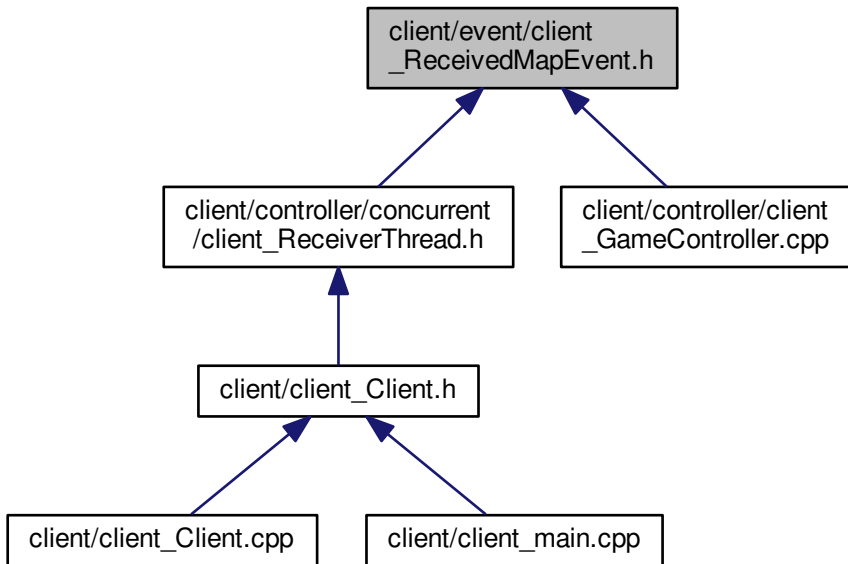 client/event/client
_ReceivedMapEvent.h
client/controller/concurrent
/client_ReceiverThread.h
client/controller/client
_GameController.cpp
client/client_Client.h
client/client_Client.cpp
client/client_main.cpp